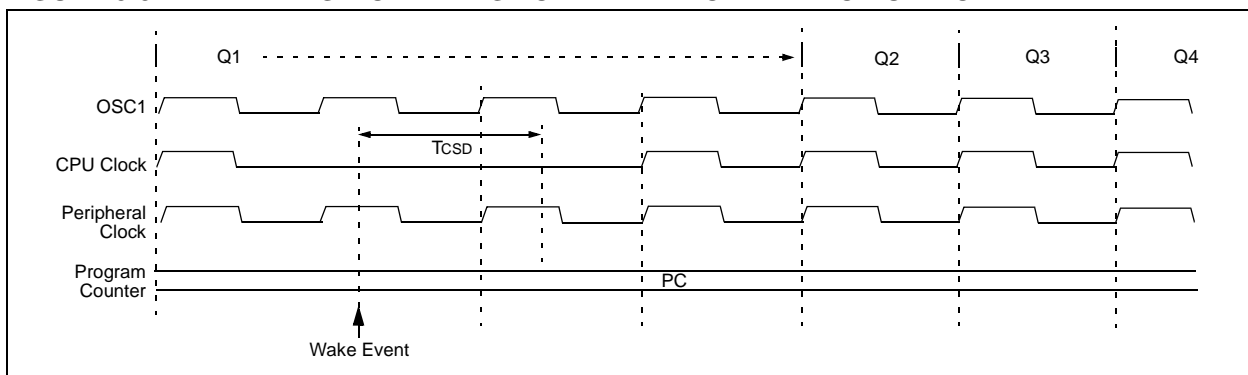 Q1 Q2 Q3 Q4
OSC1
TCSD
CPU Clock
Peripheral
Clock
Program
Counter
PC
Wake Event